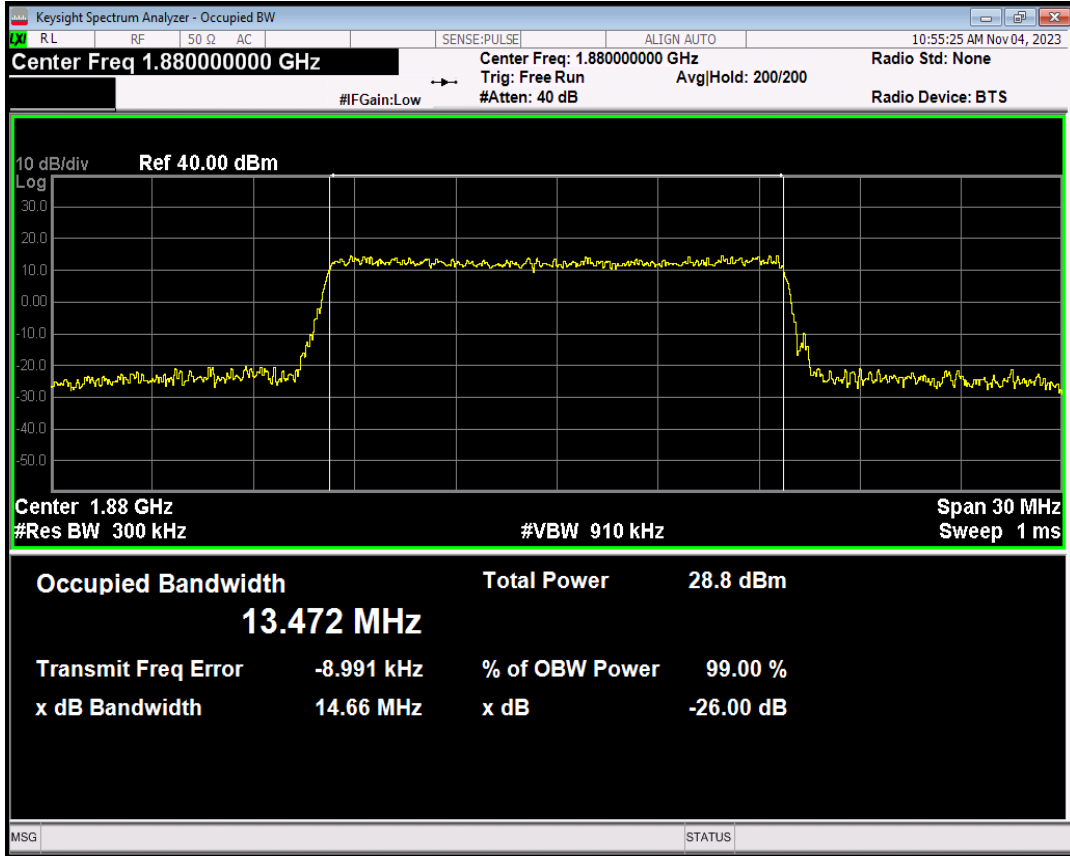 Keysight Spectrum Analyzer - Occupied BW
LXI RL RF 50 Ω AC SENSE:PULSE ALIGN AUTO 10:55:25 AM Nov 04, 2023
Center Freq 1.880000000 GHz Center Freq: 1.880000000 GHz Radio Std: None
Trig: Free Run Avg|Hold: 200/200
#IFGain:Low #Atten: 40 dB Radio Device: BTS
10 dB/div Ref 40.00 dBm
Log
30.0
20.0
10.0
0.00
-10.0
-20.0
-30.0
-40.0
-50.0
Center 1.88 GHz Span 30 MHz
#Res BW 300 kHz #VBW 910 kHz Sweep 1 ms
Occupied Bandwidth Total Power 28.8 dBm
13.472 MHz
Transmit Freq Error -8.991 kHz % of OBW Power 99.00 %
x dB Bandwidth 14.66 MHz x dB -26.00 dB
MSG STATUS